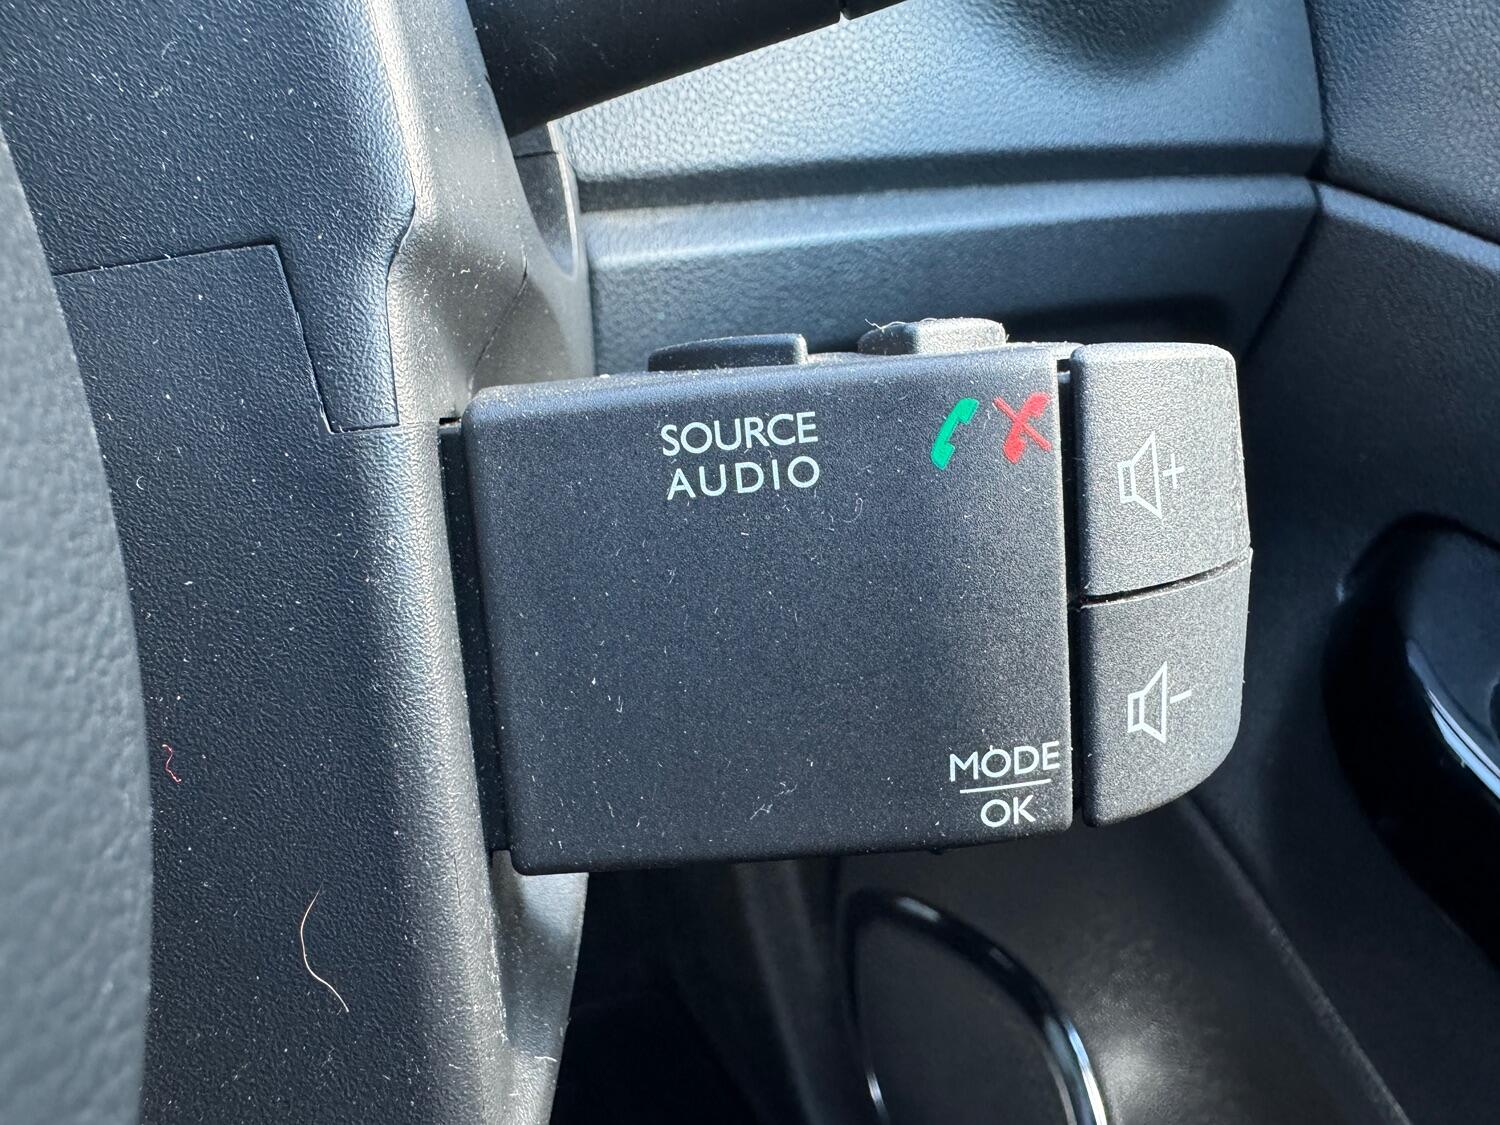 SOURCE
AUDIO
+
-
MODE
OK